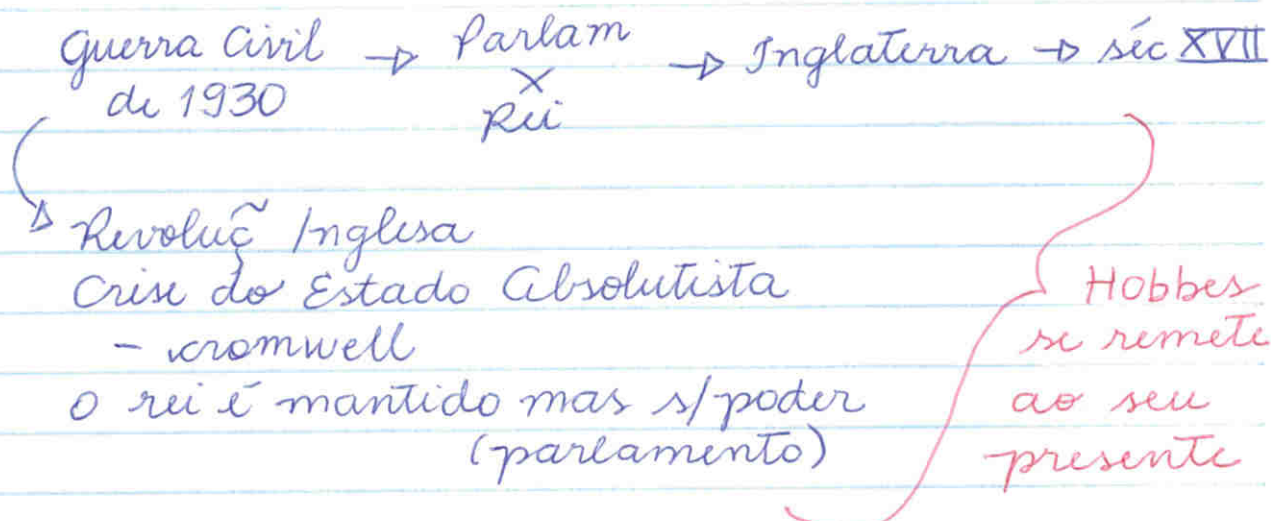 Guerra Civil → Parlam → Inglaterra → séc XVII
de 1930 X
Rei
Revoluç̃ Inglesa
Crise do Estado Absolutista
- Cromwell
O rei é mantido mas s/poder
(parlamento)
Hobbes
se remete
ao seu
presente